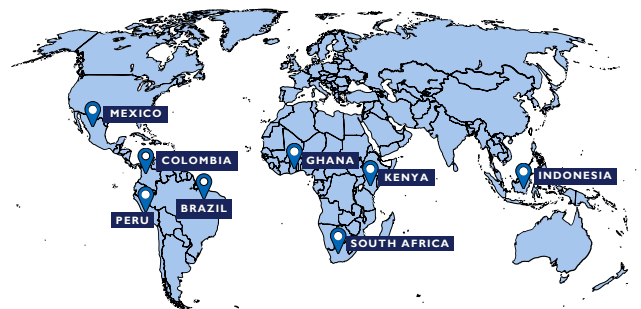 MEXICO
COLOMBIA
GHANA
KENYA
INDONESIA
BRAZIL
PERU
SOUTH AFRICA